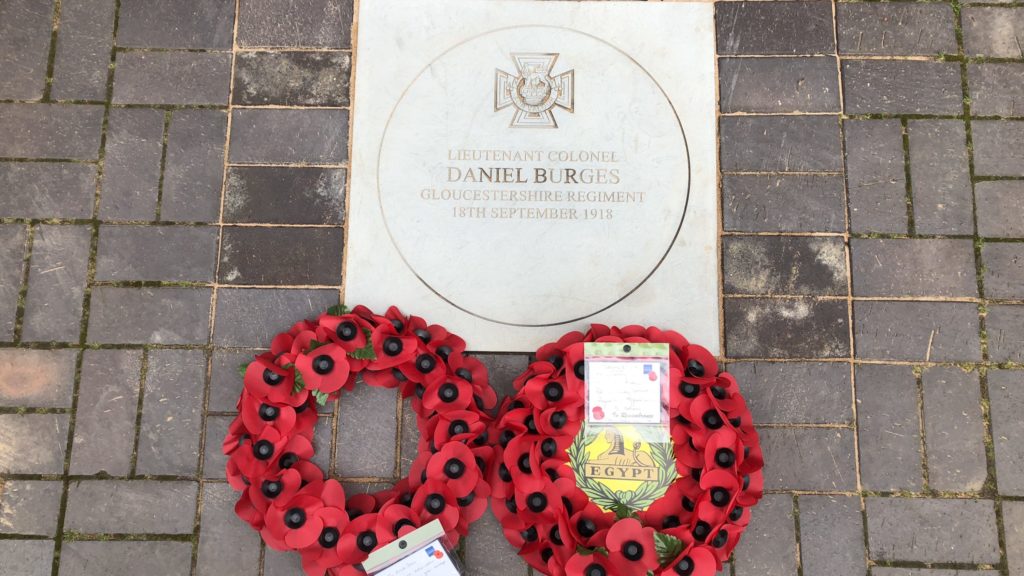 LIEUTENANT COLONEL
DANIEL BURGES
GLOUCESTERSHIRE REGIMENT
18TH SEPTEMBER 1918
EGYPT